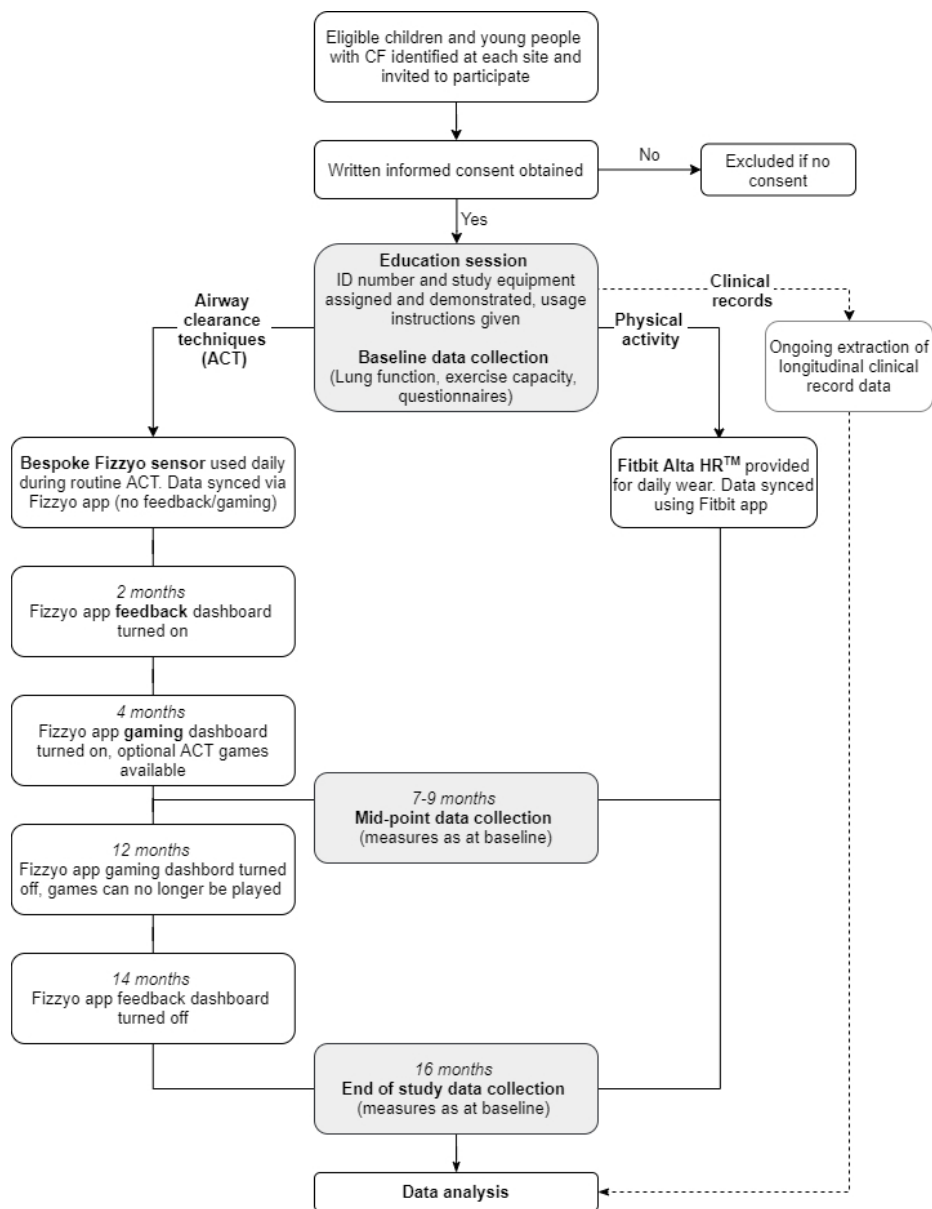 Eligible children and young people
with CF identified at each site and
invited to participate
Written informed consent obtained
No
Excluded if no
consent
Yes
Education session
ID number and study equipment
assigned and demonstrated, usage
instructions given
Baseline data collection
(Lung function, exercise capacity,
questionnaires)
Airway
clearance
techniques
(ACT)
Physical
activity
Clinical
records
Ongoing extraction of
longitudinal clinical
record data
Bespoke Fizzyo sensor used daily
during routine ACT. Data synced via
Fizzyo app (no feedback/gaming)
Fitbit Alta HR™ provided
for daily wear. Data synced
using Fitbit app
2 months
Fizzyo app feedback dashboard
turned on
4 months
Fizzyo app gaming dashboard
turned on, optional ACT games
available
7-9 months
Mid-point data collection
(measures as at baseline)
12 months
Fizzyo app gaming dashbord turned
off, games can no longer be played
14 months
Fizzyo app feedback dashboard
turned off
16 months
End of study data collection
(measures as at baseline)
Data analysis